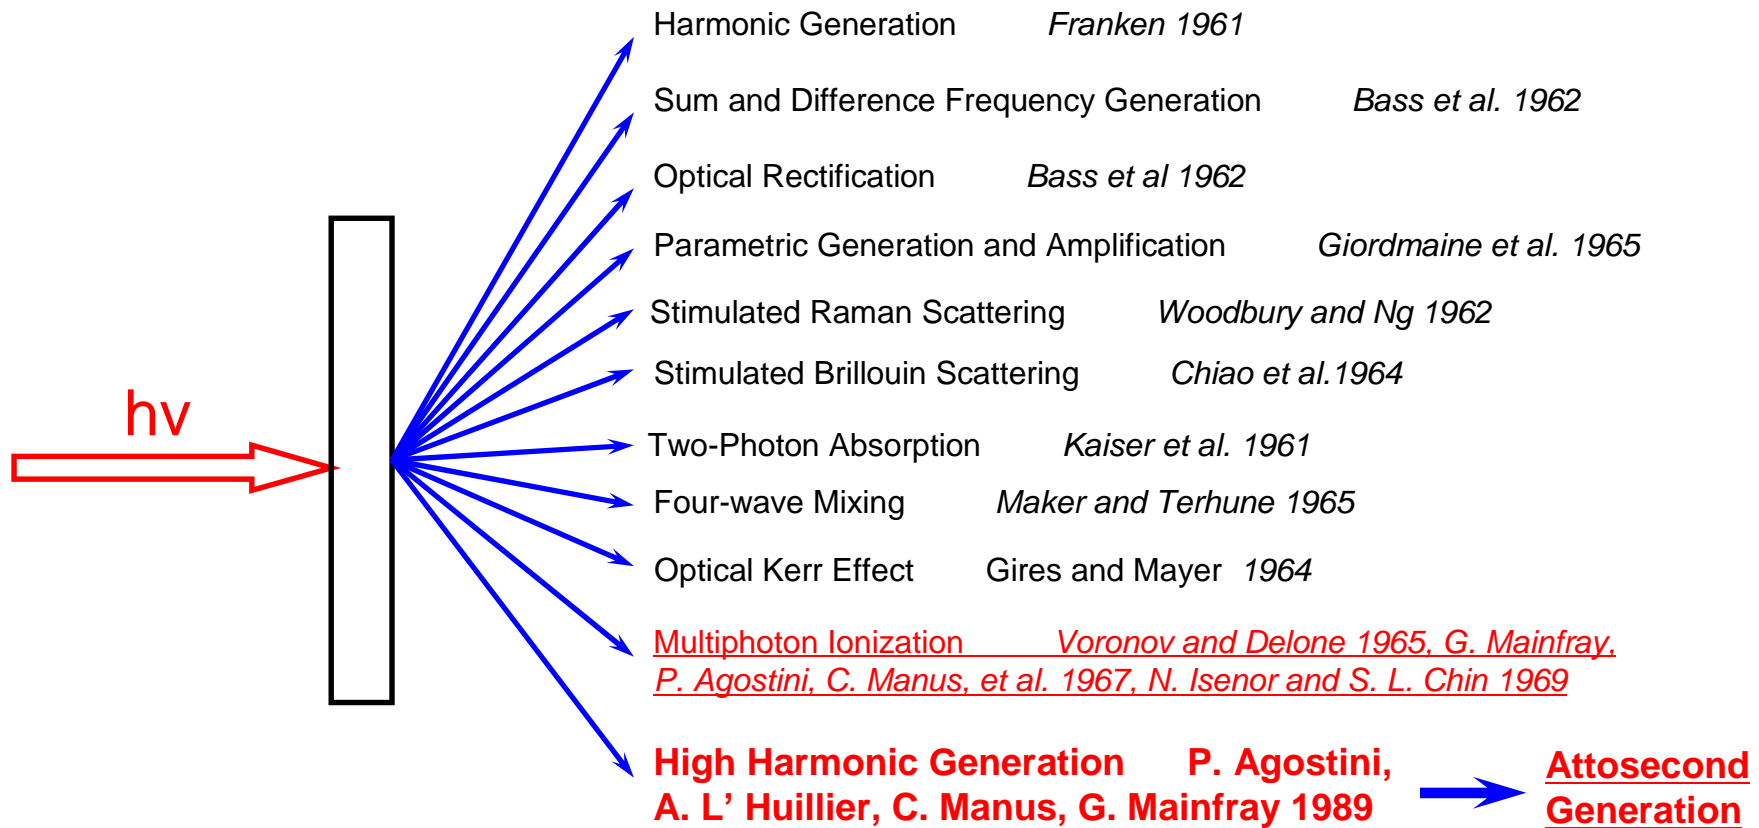 Harmonic Generation Franken 1961
Sum and Difference Frequency Generation Bass et al. 1962
Optical Rectification Bass et al 1962
Parametric Generation and Amplification Giordmaine et al. 1965
Stimulated Raman Scattering Woodbury and Ng 1962
Stimulated Brillouin Scattering Chiao et al.1964
hν
Two-Photon Absorption Kaiser et al. 1961
Four-wave Mixing Maker and Terhune 1965
Optical Kerr Effect Gires and Mayer 1964
Multiphoton Ionization Voronov and Delone 1965, G. Mainfray,
P. Agostini, C. Manus, et al. 1967, N. Isenor and S. L. Chin 1969
High Harmonic Generation P. Agostini,
A. L' Huillier, C. Manus, G. Mainfray 1989
Attosecond
Generation